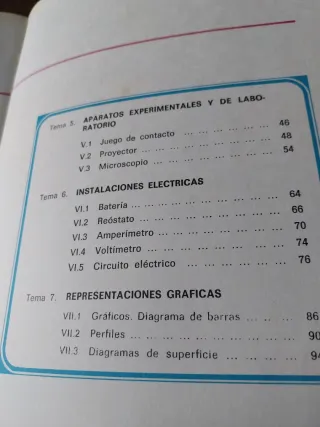 Tema 5. APARATOS EXPERIMENTALES Y DE LABO-
RATORIO
V.1 Juego de contacto ... ... ... ... ... ... ... 46
V.2 Proyector ... ... ... ... ... ... ... ... ... 48
V.3 Microscopio ... ... ... ... ... ... ... ... 54
Tema 6. INSTALACIONES ELECTRICAS
VI.1 Batería ... ... ... ... ... ... ... ... ... 64
VI.2 Reóstato ... ... ... ... ... ... ... ... ... 66
VI.3 Amperímetro ... ... ... ... ... ... ... ... 70
VI.4 Voltímetro ... ... ... ... ... ... ... ... 74
VI.5 Circuito eléctrico ... ... ... ... ... ... 76
Tema 7. REPRESENTACIONES GRAFICAS
VII.1 Gráficos. Diagrama de barras ... ... ... 86
VII.2 Perfiles ... ... ... ... ... ... ... ... ... 90
VII.3 Diagramas de superficie ... ... ... ... 94